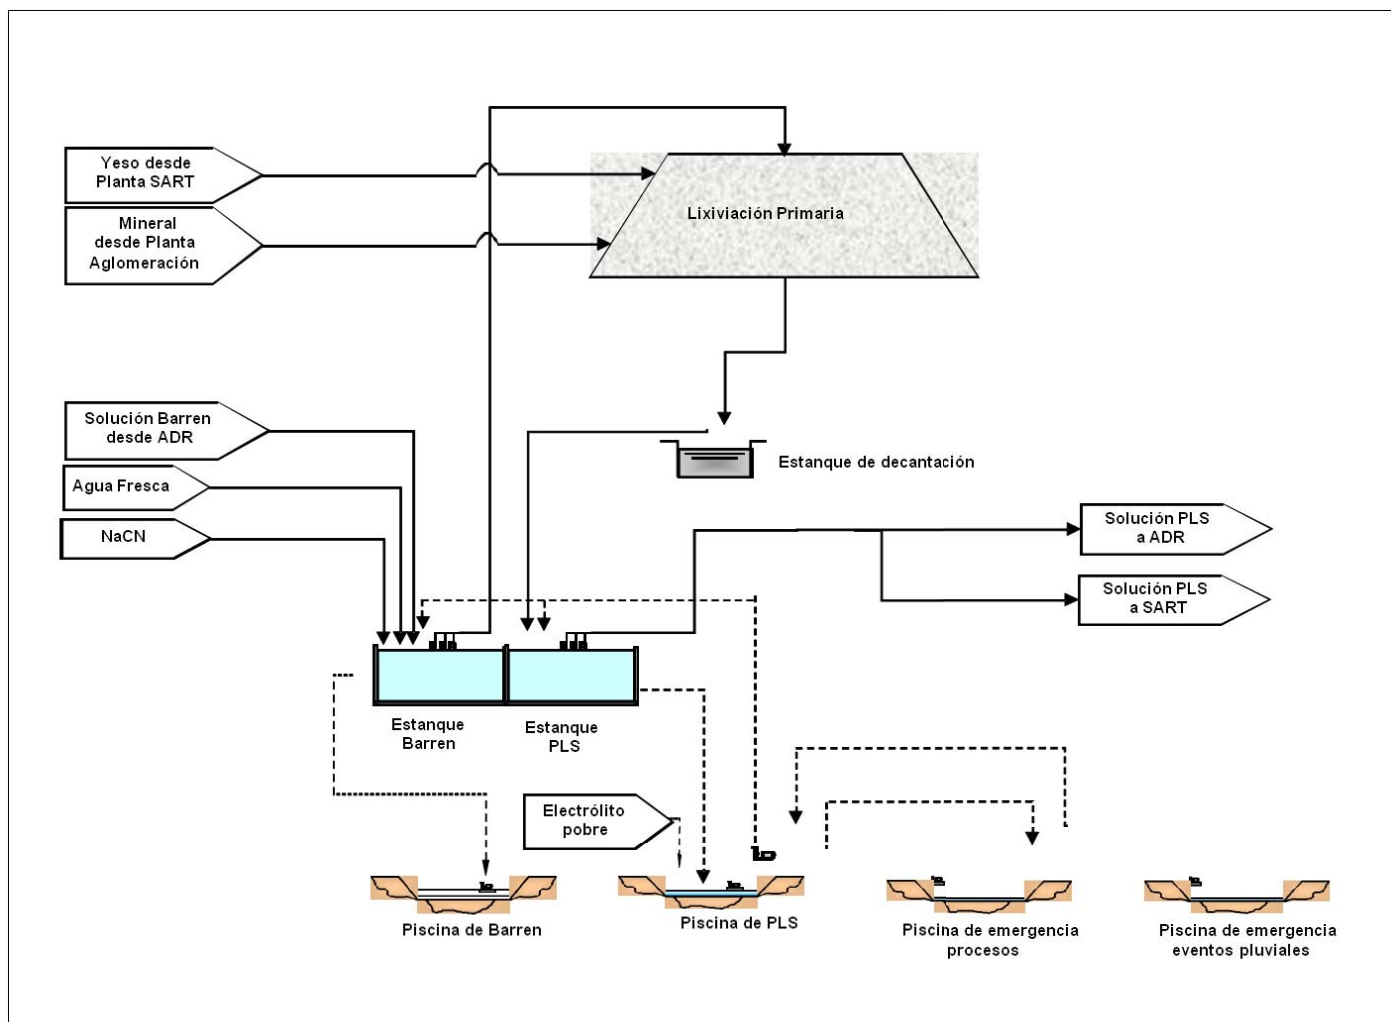 Yeso desde
Planta SART
Mineral
desde Planta
Aglomeración
Lixiviación Primaria
Solución Barren
desde ADR
Agua Fresca
NaCN
Estanque de decantación
Solución PLS
a ADR
Solución PLS
a SART
Estanque
Barren
Estanque
PLS
Electrólito
pobre
Piscina de Barren
Piscina de PLS
Piscina de emergencia
procesos
Piscina de emergencia
eventos pluviales